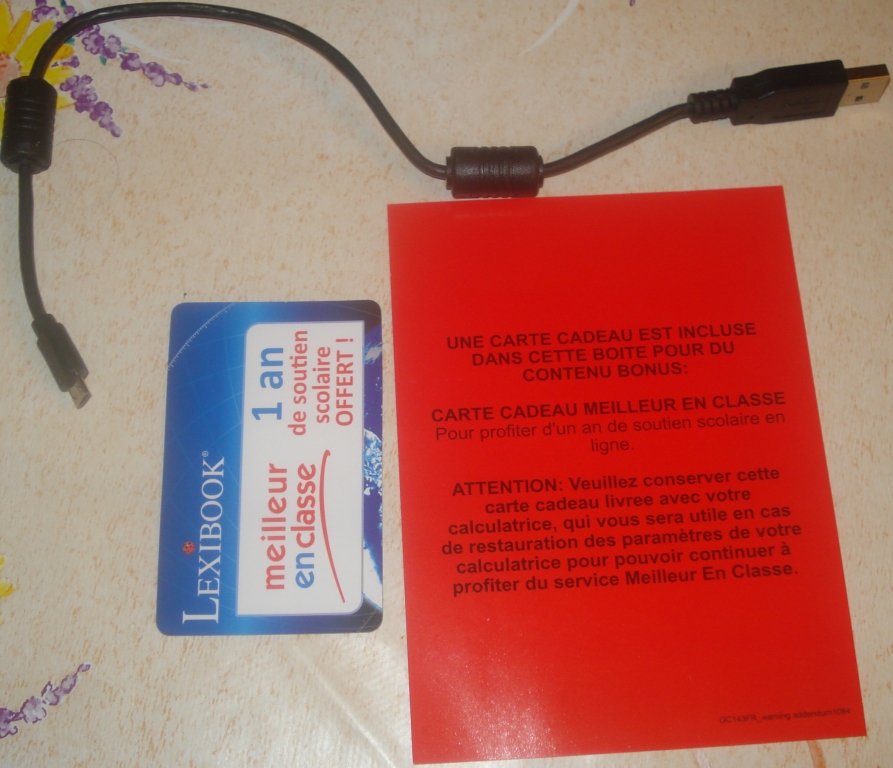 LEXIBOOK®
meilleur
en classe
1 an
de soutien
scolaire
OFFERT !
UNE CARTE CADEAU EST INCLUSE
DANS CETTE BOITE POUR DU
CONTENU BONUS:
CARTE CADEAU MEILLEUR EN CLASSE
Pour profiter d'un an de soutien scolaire en
ligne.
ATTENTION: Veuillez conserver cette
carte cadeau livree avec votre
calculatrice, qui vous sera utile en cas
de restauration des paramètres de votre
calculatrice pour pouvoir continuer à
profiter du service Meilleur En Classe.